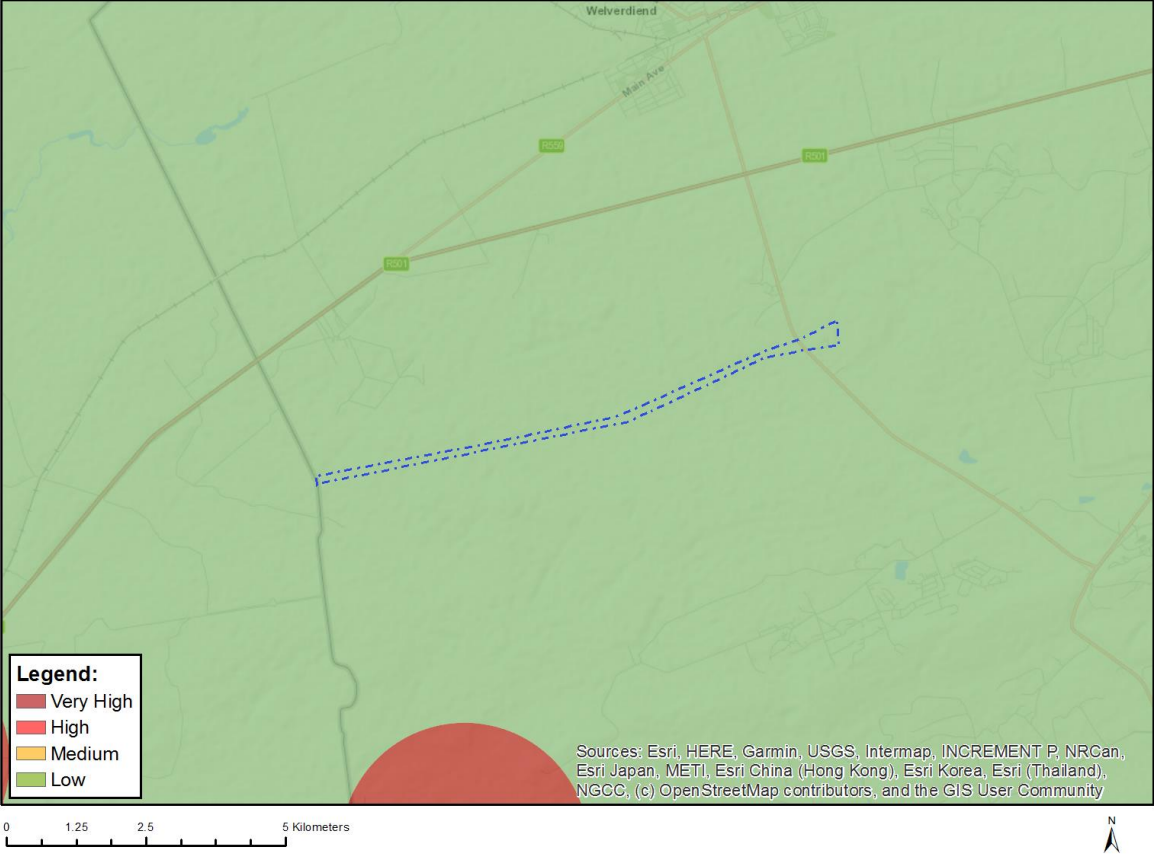 Welverdiend
Main Ave
R559
R501
R501
Legend:
Very High
High
Medium
Low
Sources: Esri, HERE, Garmin, USGS, Intermap, INCREMENT P, NRCan,
Esri Japan, METI, Esri China (Hong Kong), Esri Korea, Esri (Thailand),
NGCC, (c) OpenStreetMap contributors, and the GIS User Community
0 1.25 2.5 5 Kilometers
N